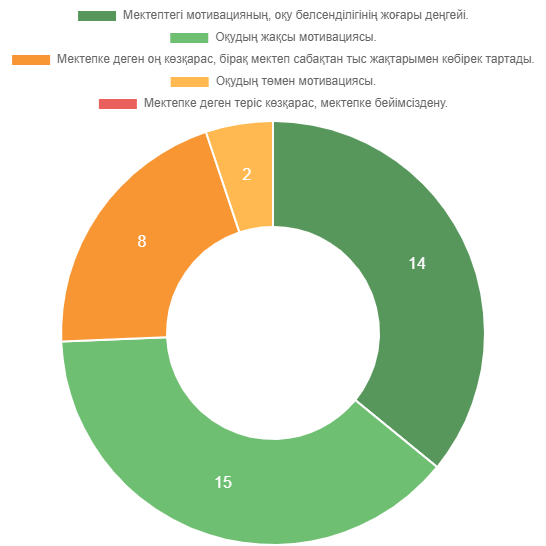 Мектептегі мотивацияның, оқу белсенділігінің жоғары деңгейі.
Оқудың жақсы мотивациясы.
Мектепке деген оң көзқарас, бірақ мектеп сабақтан тыс жақтарымен көбірек тартады.
Оқудың төмен мотивациясы.
Мектепке деген теріс көзқарас, мектепке бейімсіздену.
2
8
14
15